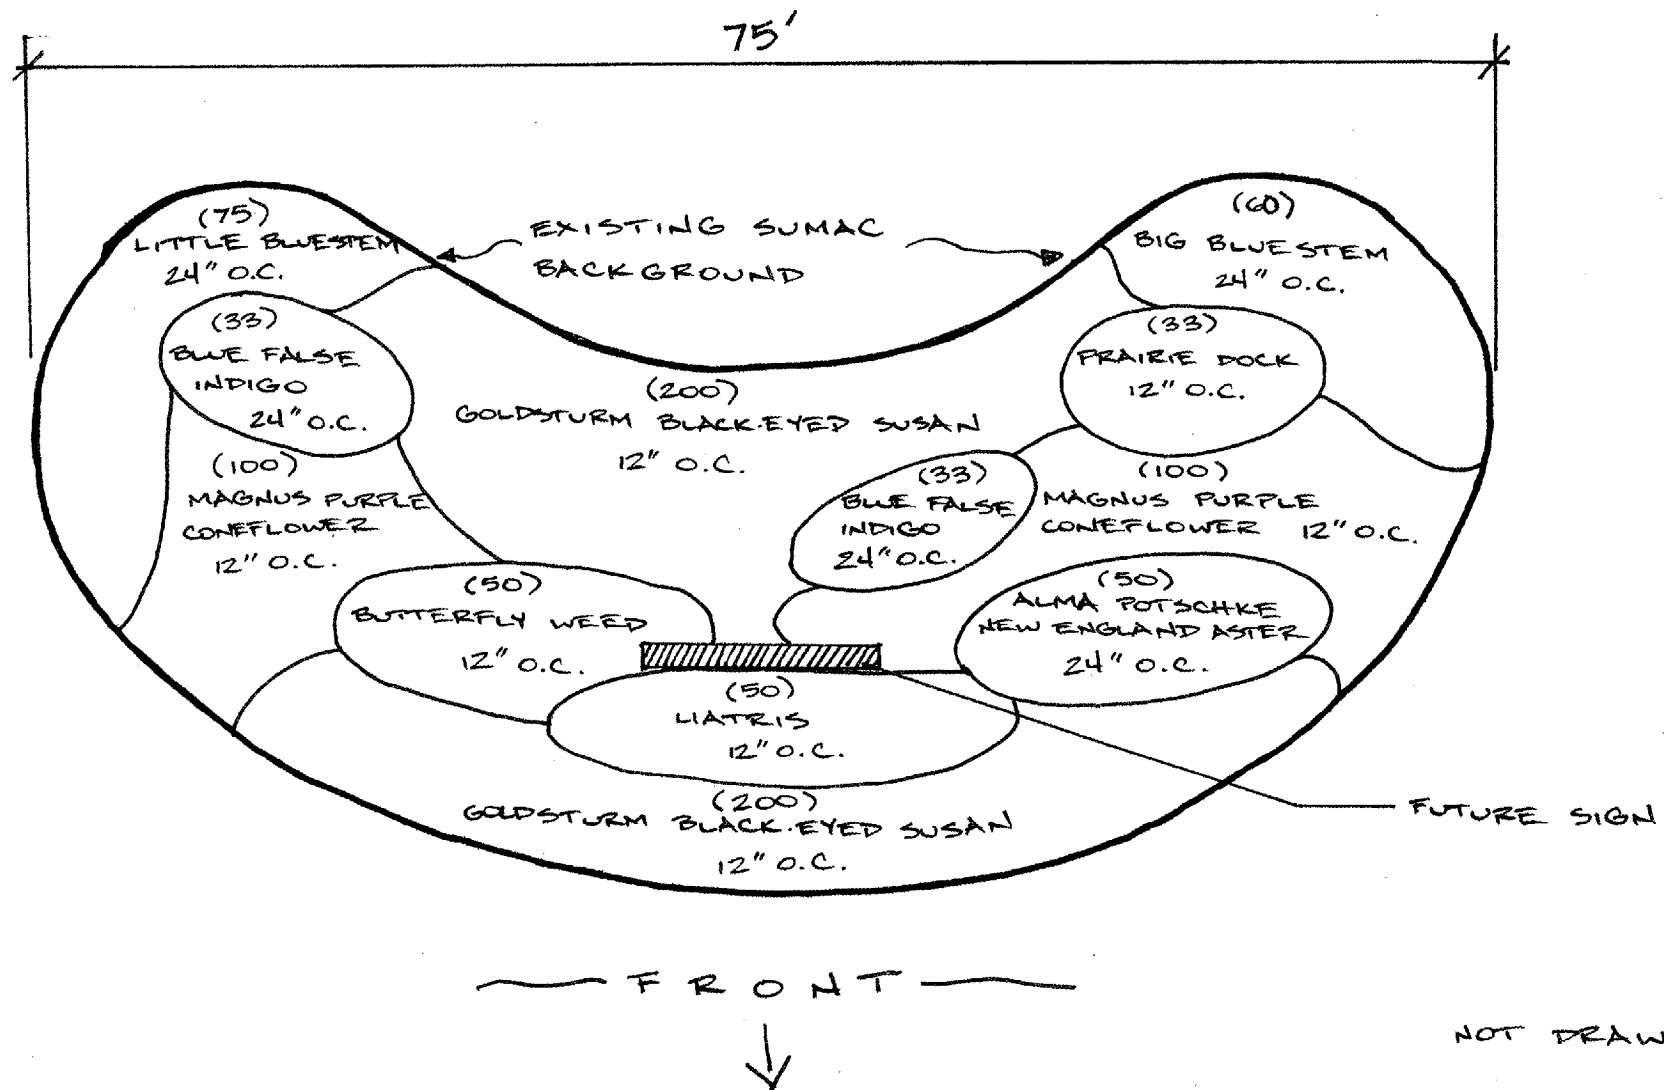 75'
(75)
LITTLE BLUESTEM
24" O.C.
EXISTING SUMAC
BACKGROUND
(60)
BIG BLUESTEM
24" O.C.
(33)
BLUE FALSE
INDIGO
24" O.C.
(200)
GOLDSTURM BLACK-EYED SUSAN
12" O.C.
(33)
PRAIRIE DOCK
12" O.C.
(100)
MAGNUS PURPLE
CONEFLOWER
12" O.C.
(33)
BLUE FALSE
INDIGO
24" O.C.
(100)
MAGNUS PURPLE
CONEFLOWER 12" O.C.
(50)
BUTTERFLY WEED
12" O.C.
(50)
ALMA POTSCHKE
NEW ENGLAND ASTER
24" O.C.
(50)
LIATRIS
12" O.C.
(200)
GOLDSTURM BLACK-EYED SUSAN
12" O.C.
FUTURE SIGN
FRONT
NOT DRAW